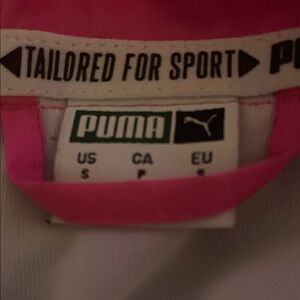 TAILORED FOR SPORT P
PUMA
US CA EU
S P S